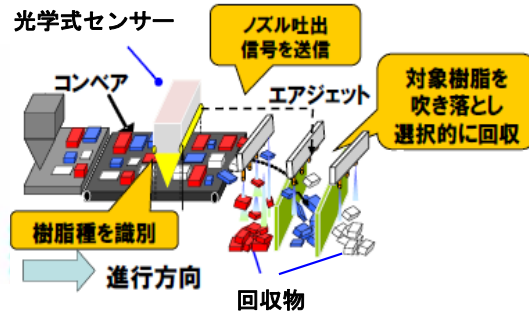 光学式センサー
ノズル吐出
信号を送信
コンベア
エアジェット
対象樹脂を
吹き落とし
選択的に回収
樹脂種を識別
進行方向
回収物